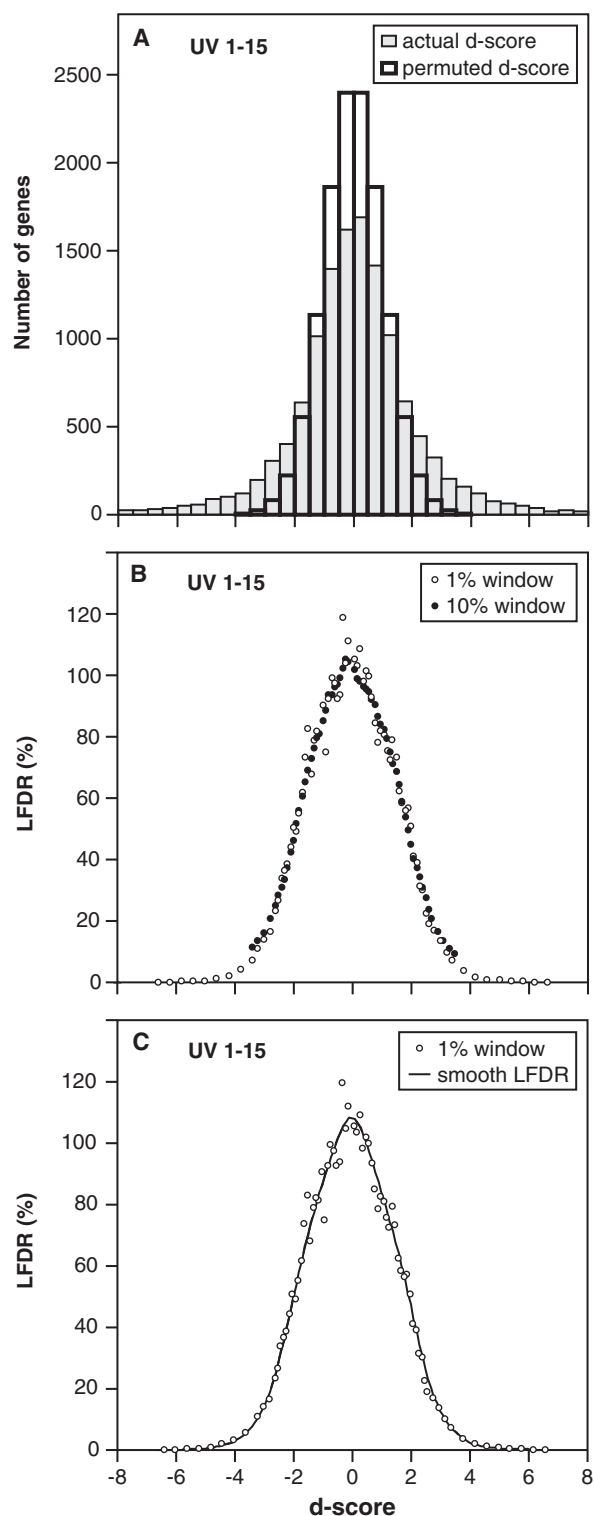 A UV 1-15
actual d-score
permuted d-score
2500
2000
1500
1000
500
0
Number of genes
B UV 1-15
1% window
10% window
120
100
80
60
40
20
0
LFDR (%)
C UV 1-15
1% window
smooth LFDR
120
100
80
60
40
20
0
LFDR (%)
-8 -6 -4 -2 0 2 4 6 8
d-score